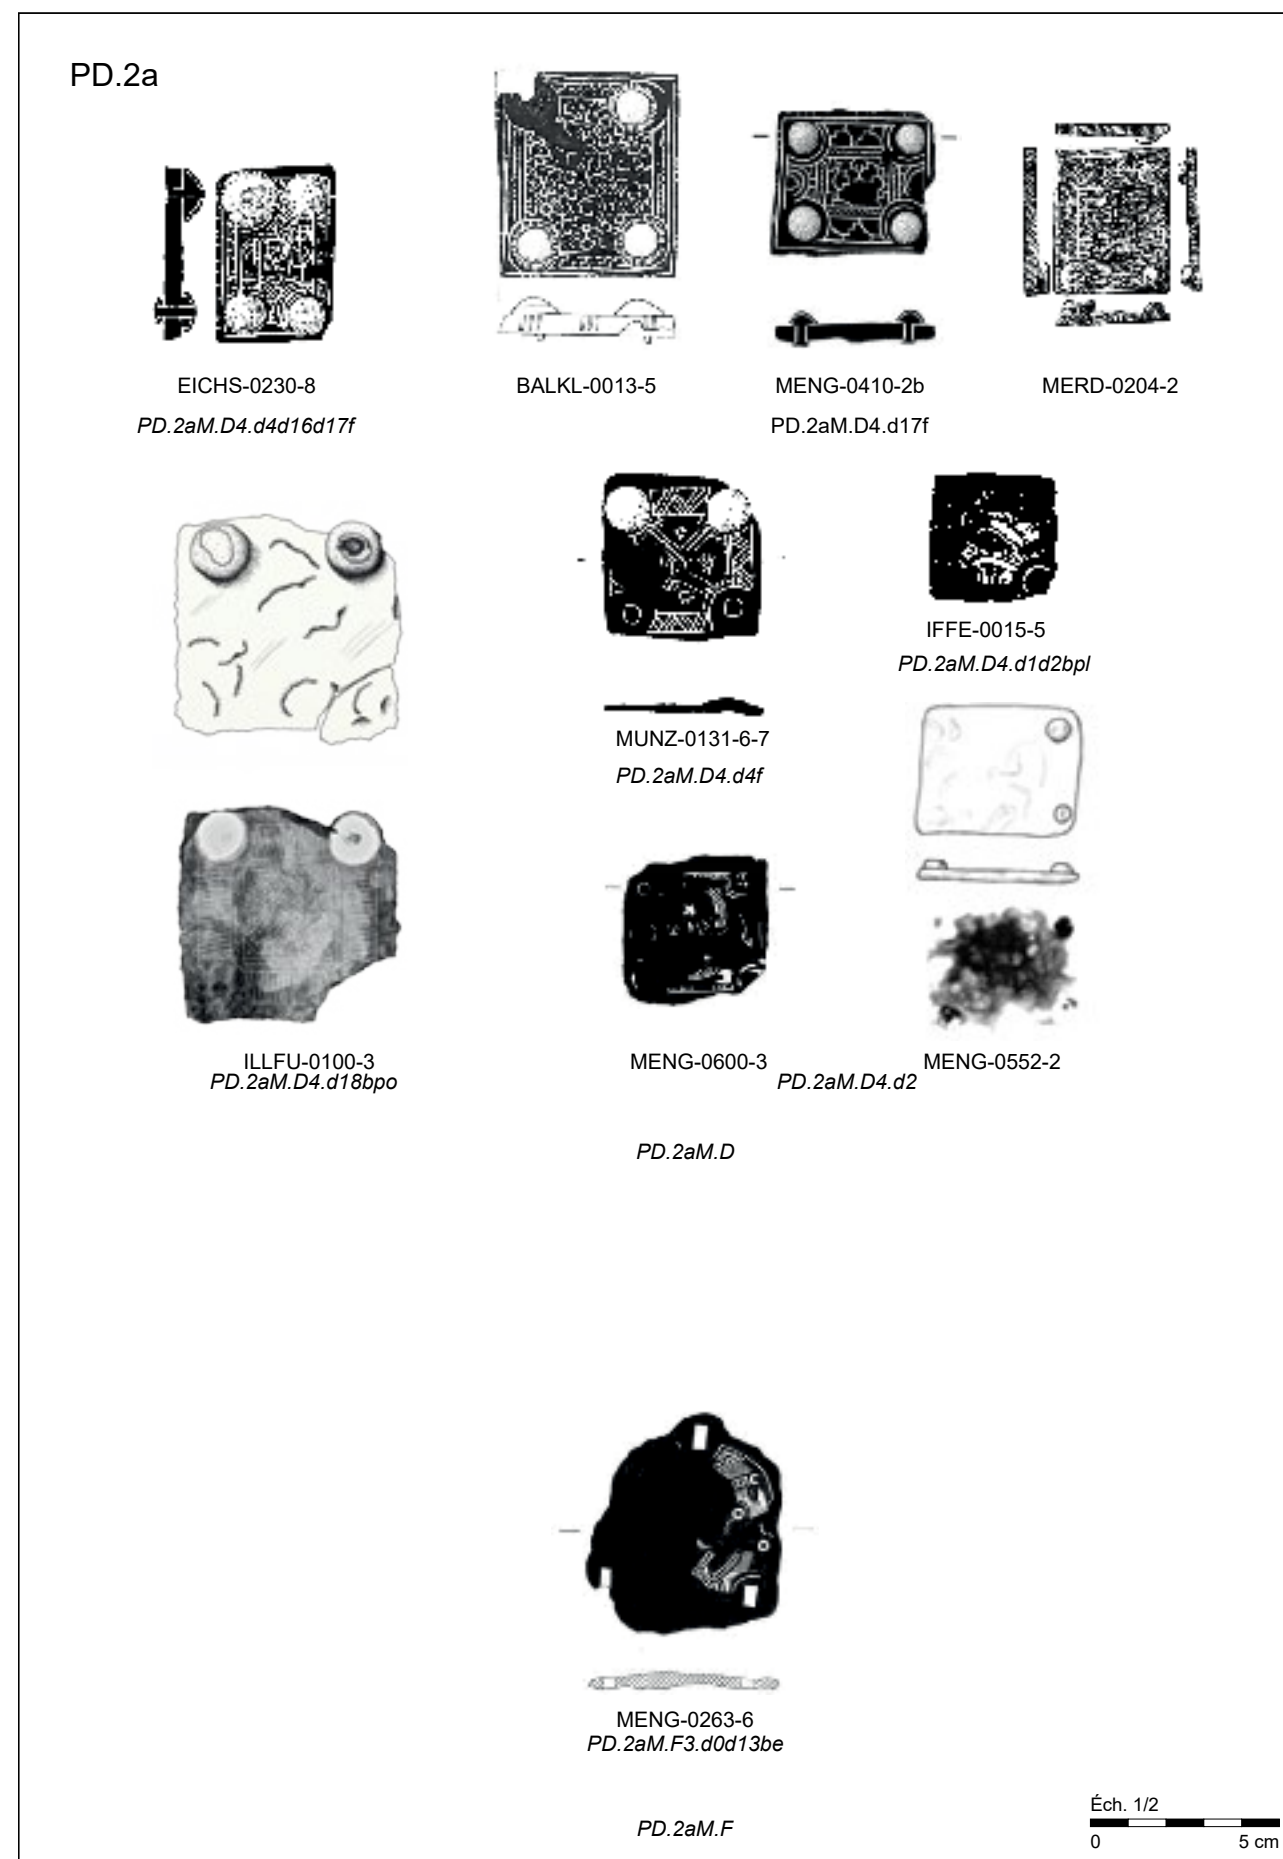 PD.2a
EICHS-0230-8
BALKL-0013-5
MENG-0410-2b
MERD-0204-2
PD.2aM.D4.d4d16d17f
PD.2aM.D4.d17f
IFFE-0015-5
PD.2aM.D4.d1d2bpl
MUNZ-0131-6-7
PD.2aM.D4.d4f
ILLFU-0100-3
MENG-0600-3
MENG-0552-2
PD.2aM.D4.d18bpo
PD.2aM.D4.d2
PD.2aM.D
MENG-0263-6
PD.2aM.F3.d0d13be
PD.2aM.F
Éch. 1/2
0 5 cm